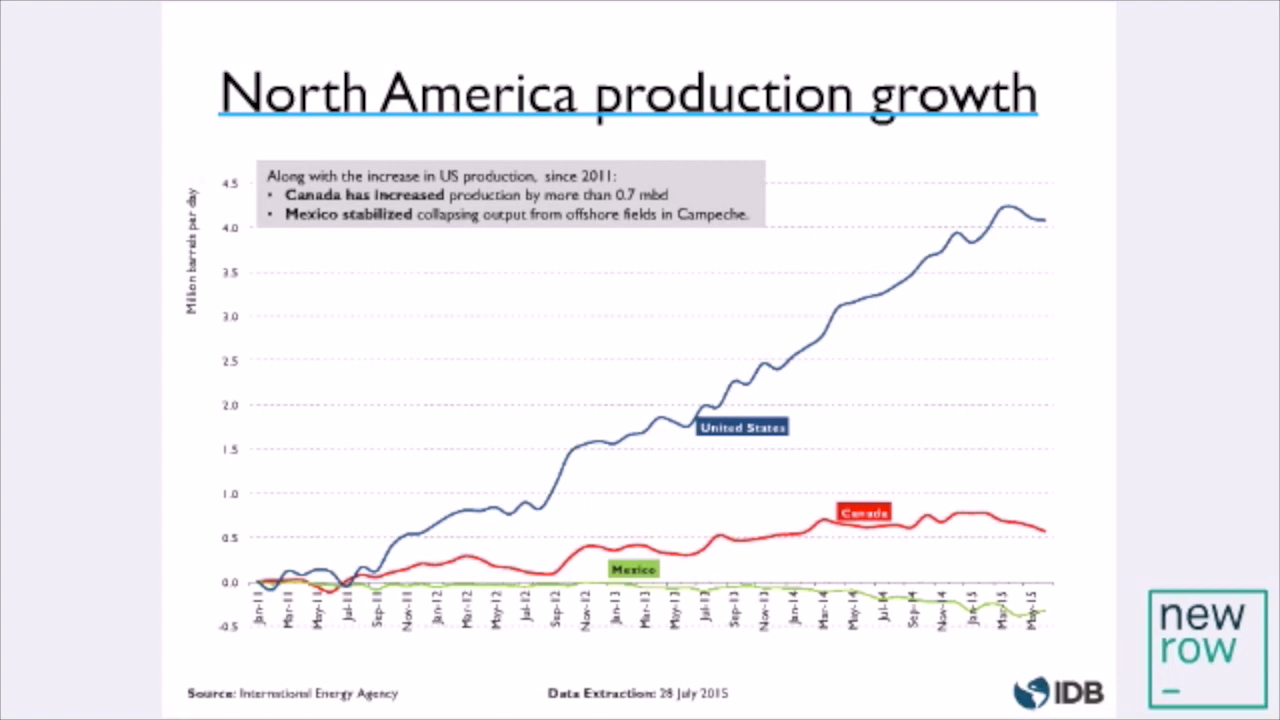 North America production growth
Along with the increase in US production, since 2011:
• Canada has increased production by more than 0.7 mbd
• Mexico stabilized collapsing output from offshore fields in Campeche.
Million barrels per day
4.5
4.0
3.5
3.0
2.5
2.0
1.5
1.0
0.5
0.0
-0.5
United States
Canada
Mexico
Jan-11
Mar-11
May-11
Jul-11
Sep-11
Nov-11
Jan-12
Mar-12
May-12
Jul-12
Sep-12
Nov-12
Jan-13
Mar-13
May-13
Jul-13
Sep-13
Nov-13
Jan-14
Mar-14
May-14
Jul-14
Sep-14
Nov-14
Jan-15
Mar-15
May-15
Source: International Energy Agency
Data Extraction: 28 July 2015
IDB
new
row